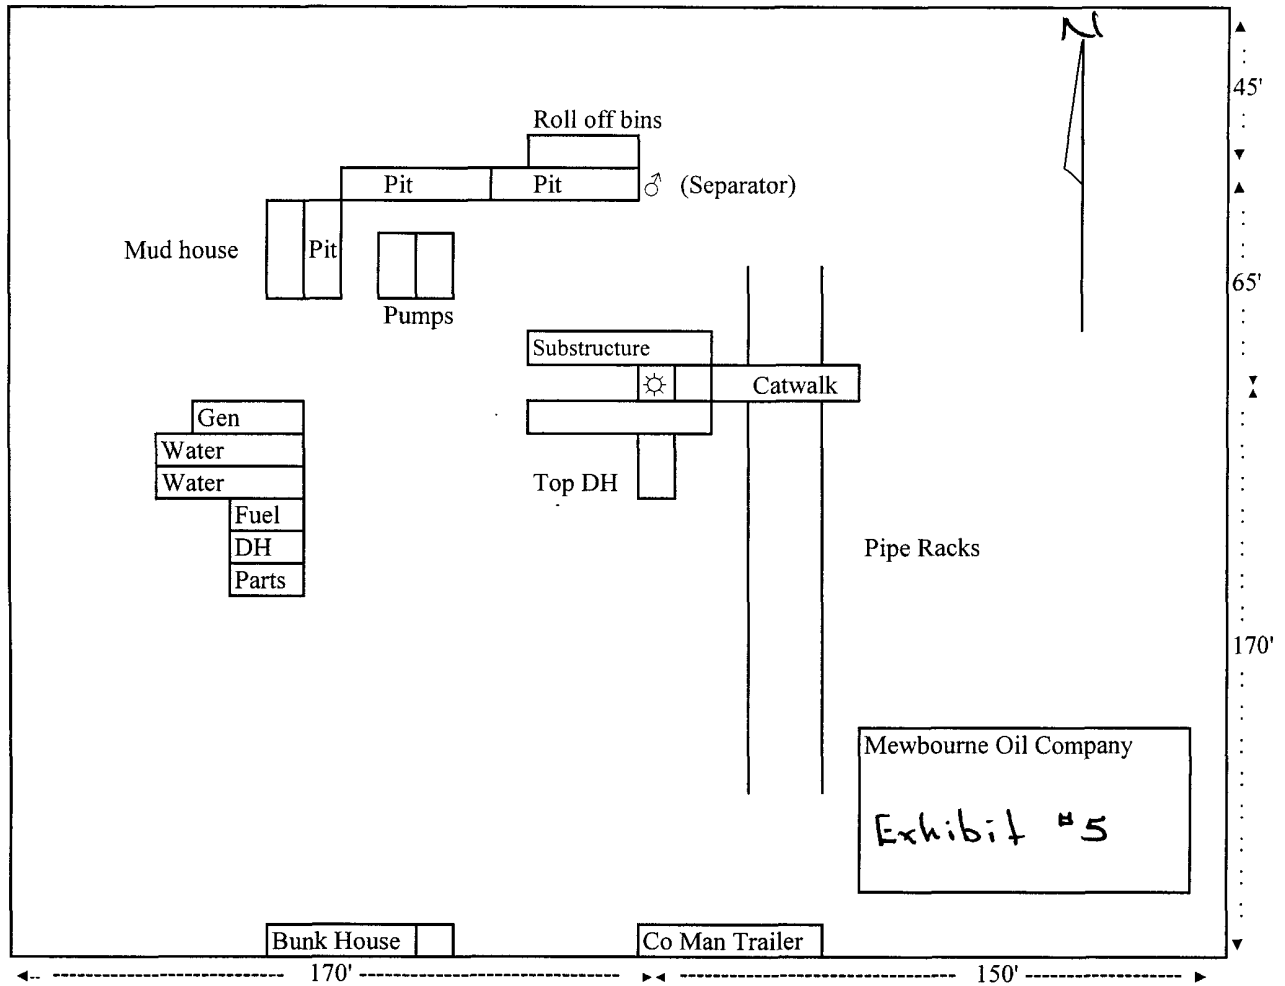 N
45'
Roll off bins
Pit
Pit
(Separator)
Mud house
Pit
65'
Pumps
Substructure
Catwalk
Gen
Water
Water
Top DH
Fuel
DH
Pipe Racks
Parts
170'
Mewbourne Oil Company
Exhibit #5
Bunk House
Co Man Trailer
170'
150'